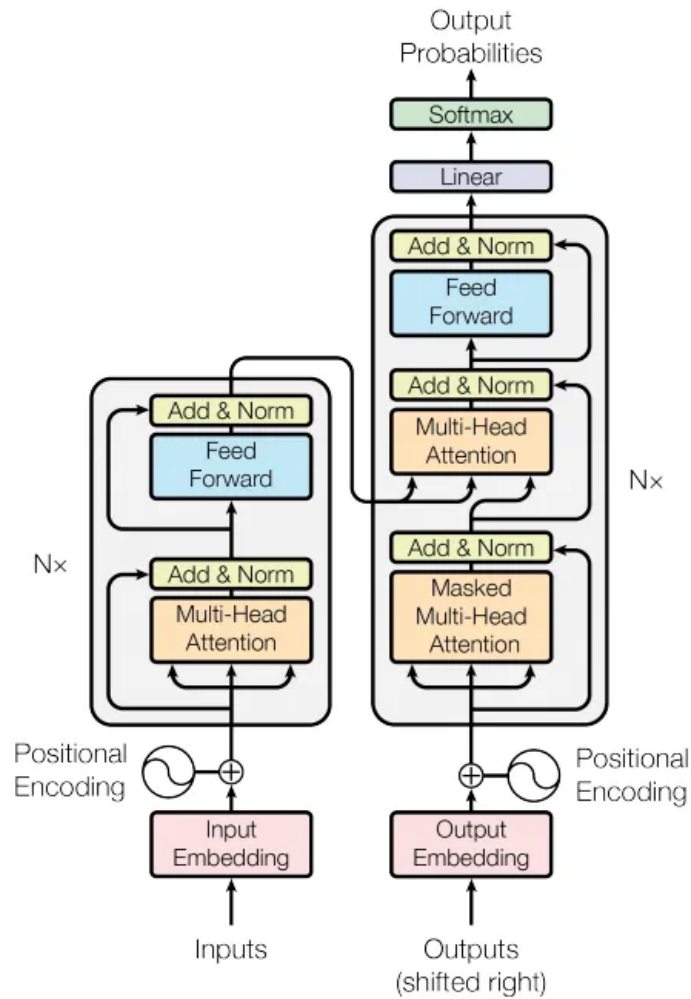 Output
Probabilities
Softmax
Linear
Add & Norm
Feed
Forward
Add & Norm
Multi-Head
Attention
Add & Norm
Masked
Multi-Head
Attention
N×
Positional
Encoding
Output
Embedding
Outputs
(shifted right)
Add & Norm
Feed
Forward
Add & Norm
Multi-Head
Attention
N×
Positional
Encoding
Input
Embedding
Inputs